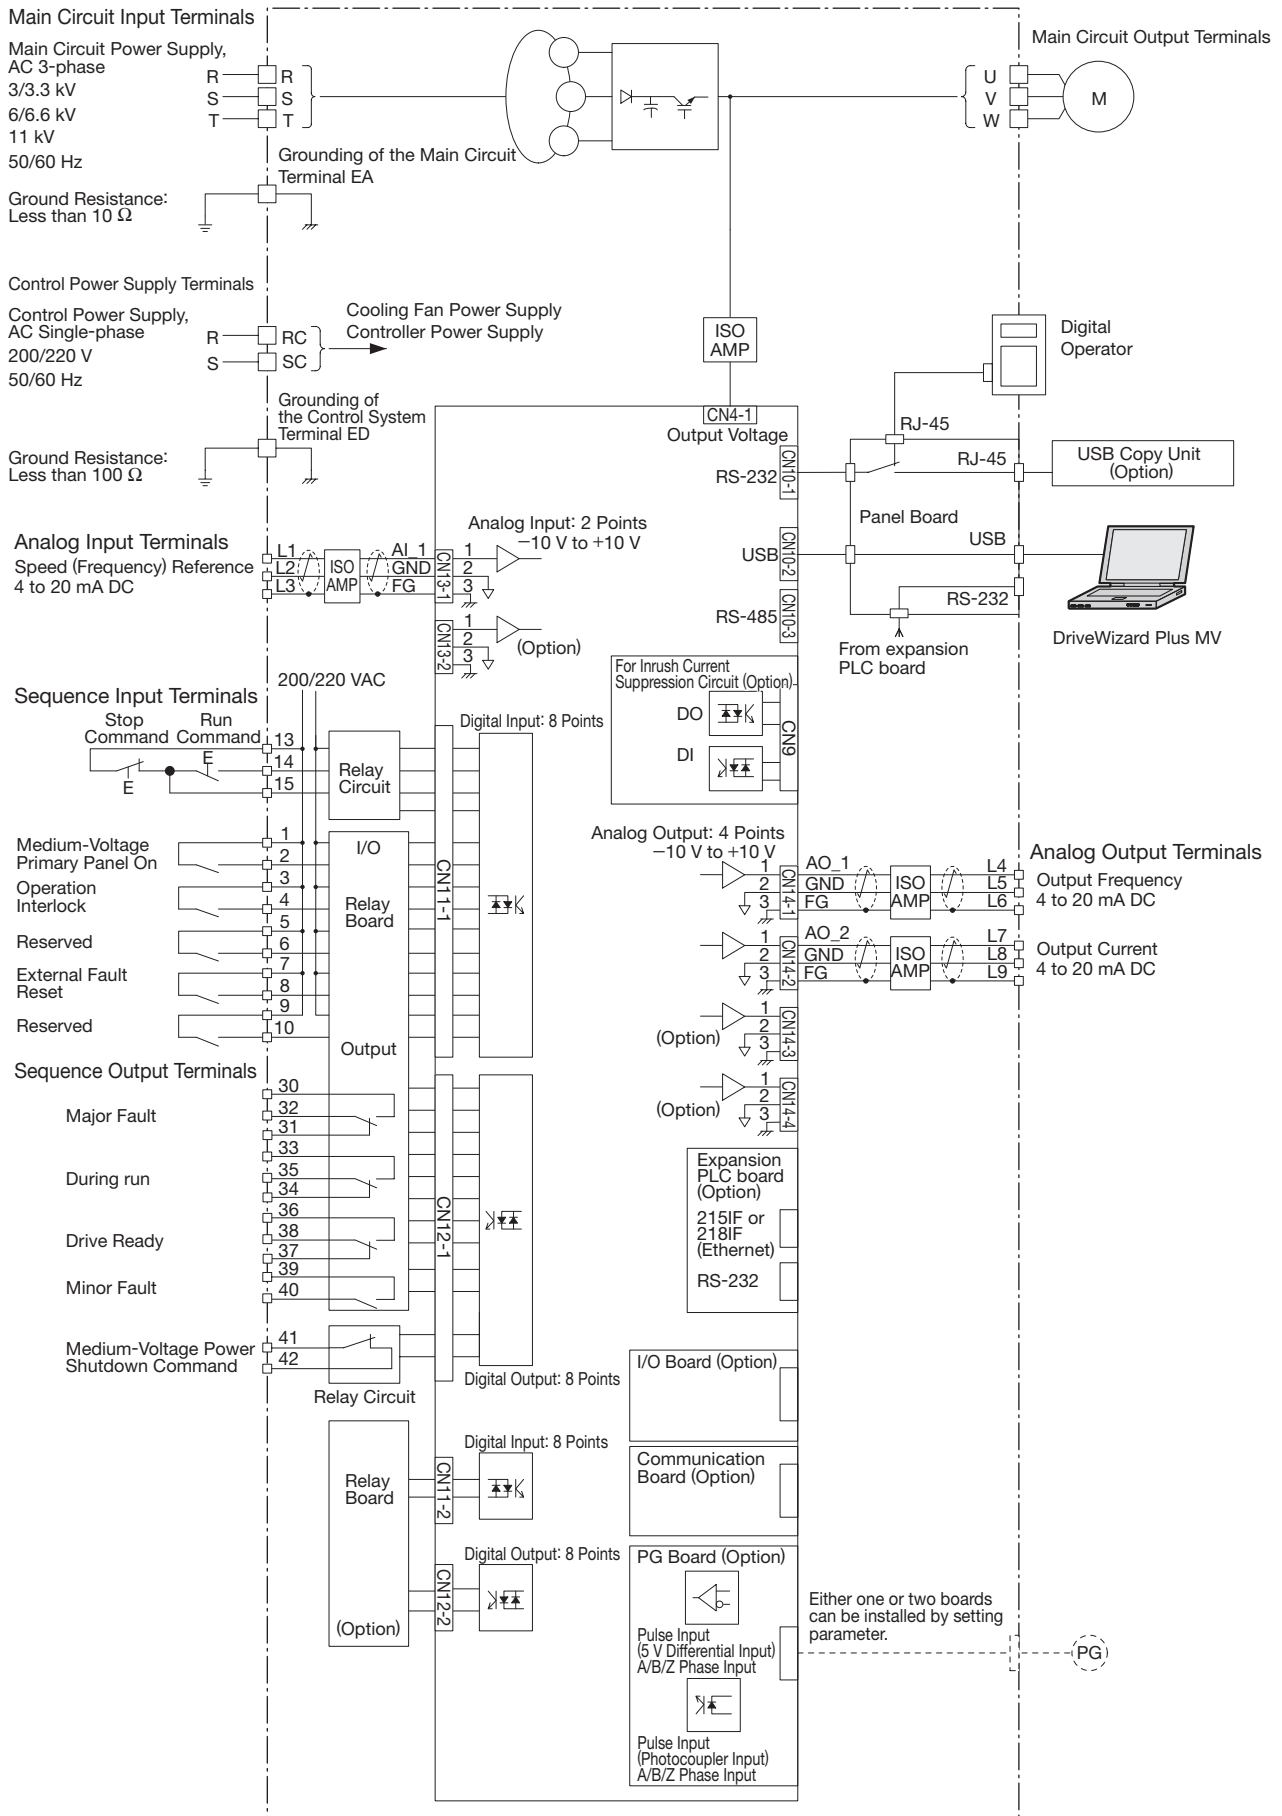 Main Circuit Input Terminals
Main Circuit Power Supply,
AC 3-phase
3/3.3 kV
6/6.6 kV
11 kV
50/60 Hz
R
S
T
R
S
T
Main Circuit Output Terminals
U
V
W
M
Grounding of the Main Circuit
Terminal EA
Ground Resistance:
Less than 10 Ω
Control Power Supply Terminals
Control Power Supply,
AC Single-phase
200/220 V
50/60 Hz
R
S
RC
SC
Cooling Fan Power Supply
Controller Power Supply
ISO
AMP
Digital
Operator
Grounding of
the Control System
Terminal ED
Ground Resistance:
Less than 100 Ω
CN4-1
Output Voltage
RS-232
CN10-1
RJ-45
RJ-45
USB Copy Unit
(Option)
Panel Board
USB
CN10-2
USB
RS-485
CN10-3
RS-232
From expansion
PLC board
DriveWizard Plus MV
Analog Input Terminals
Speed (Frequency) Reference
4 to 20 mA DC
L1
L2
L3
ISO
AMP
AI_1
GND
FG
CN13-1
1
2
3
Analog Input: 2 Points
−10 V to +10 V
CN13-2
1
2
3
(Option)
For Inrush Current
Suppression Circuit (Option)
DO
DI
CN9
200/220 VAC
Sequence Input Terminals
Stop
Command
Run
Command
E
E
13
14
15
Relay
Circuit
Digital Input: 8 Points
CN11-1
Medium-Voltage
Primary Panel On
Operation
Interlock
Reserved
External Fault
Reset
Reserved
1
2
3
4
5
6
7
8
9
10
I/O
Relay
Board
Output
Analog Output: 4 Points
−10 V to +10 V
1
2
3
CN14-1
AO_1
GND
FG
ISO
AMP
L4
L5
L6
Analog Output Terminals
Output Frequency
4 to 20 mA DC
1
2
3
CN14-2
AO_2
GND
FG
ISO
AMP
L7
L8
L9
Output Current
4 to 20 mA DC
(Option)
1
2
3
CN14-3
(Option)
1
2
3
CN14-4
Sequence Output Terminals
Major Fault
During run
Drive Ready
Minor Fault
30
32
31
33
35
34
36
38
37
39
40
CN12-1
Medium-Voltage Power
Shutdown Command
41
42
Relay Circuit
Digital Output: 8 Points
Expansion
PLC board
(Option)
215IF or
218IF
(Ethernet)
RS-232
I/O Board (Option)
Communication
Board (Option)
Relay
Board
(Option)
Digital Input: 8 Points
CN11-2
Digital Output: 8 Points
CN12-2
PG Board (Option)
Pulse Input
(5 V Differential Input)
A/B/Z Phase Input
Pulse Input
(Photocoupler Input)
A/B/Z Phase Input
Either one or two boards
can be installed by setting
parameter.
PG